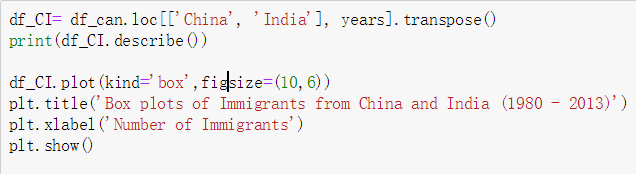 df_CI= df_can.loc[['China', 'India'], years].transpose()
print(df_CI.describe())
df_CI.plot(kind='box',figsize=(10,6))
plt.title('Box plots of Immigrants from China and India (1980 - 2013)')
plt.xlabel('Number of Immigrants')
plt.show()